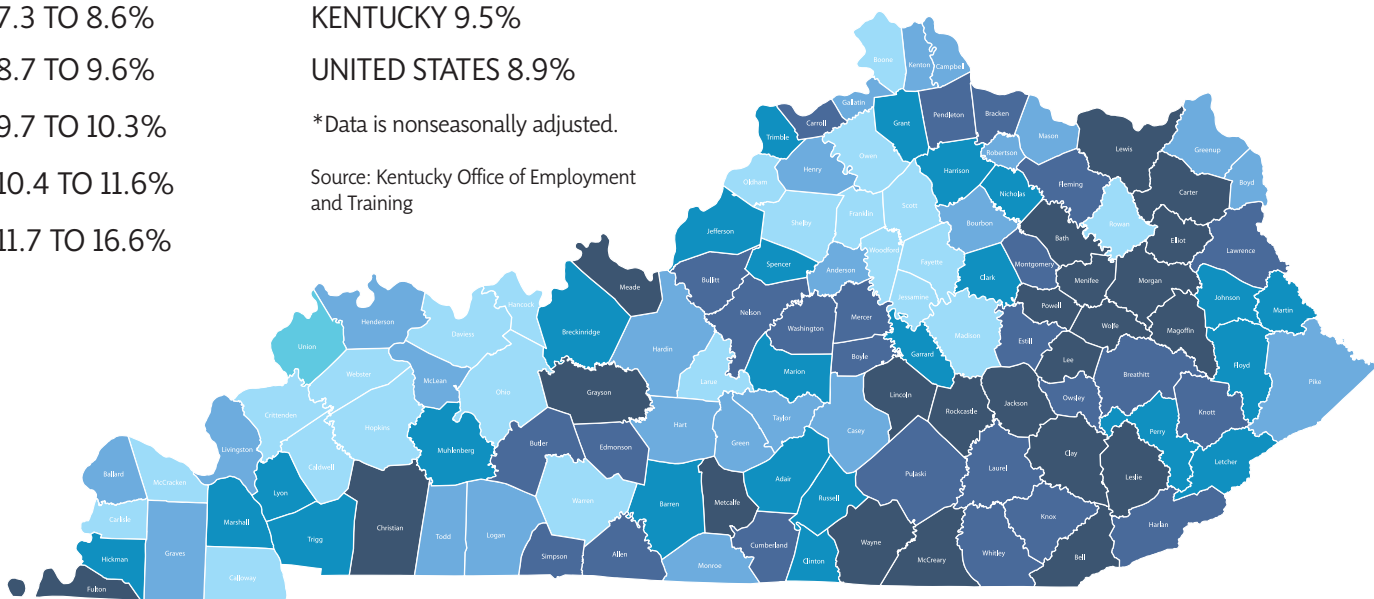 7.3 TO 8.6%
8.7 TO 9.6%
9.7 TO 10.3%
10.4 TO 11.6%
11.7 TO 16.6%
KENTUCKY 9.5%
UNITED STATES 8.9%
*Data is nonseasonally adjusted.
Source: Kentucky Office of Employment
and Training
Boone
Kenton
Campbell
Gallatin
Carroll
Trimble
Grant
Pendleton
Bracken
Mason
Robertson
Lewis
Greenup
Boyd
Oldham
Henry
Owen
Harrison
Nicholas
Fleming
Carter
Rowan
Elliot
Lawrence
Jefferson
Shelby
Franklin
Scott
Bourbon
Bath
Woodford
Fayette
Montgomery
Menifee
Morgan
Spencer
Anderson
Clark
Bullitt
Jessamine
Powell
Wolfe
Magoffin
Johnson
Martin
Meade
Nelson
Washington
Mercer
Madison
Estill
Lee
Breathitt
Floyd
Pike
Hancock
Breckinridge
Hardin
Larue
Marion
Boyle
Garrard
Owsley
Knott
Henderson
Daviess
Union
Webster
McLean
Ohio
Grayson
Hart
Green
Taylor
Casey
Lincoln
Rockcastle
Jackson
Perry
Letcher
Crittenden
Hopkins
Muhlenberg
Butler
Edmonson
Pulaski
Laurel
Clay
Leslie
Livingston
Caldwell
Ballard
McCracken
Lyon
Warren
Barren
Metcalfe
Adair
Russell
Knox
Harlan
Carlisle
Marshall
Christian
Todd
Logan
Hickman
Graves
Trigg
Simpson
Allen
Monroe
Cumberland
Clinton
Wayne
McCreary
Whitley
Bell
Calloway
Fulton